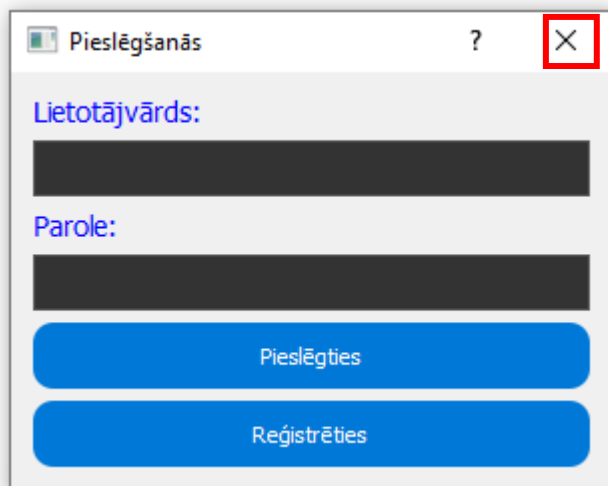 Pieslēgšanās ?
Lietotājvārds:
Parole:
Pieslēgties
Reģistrēties